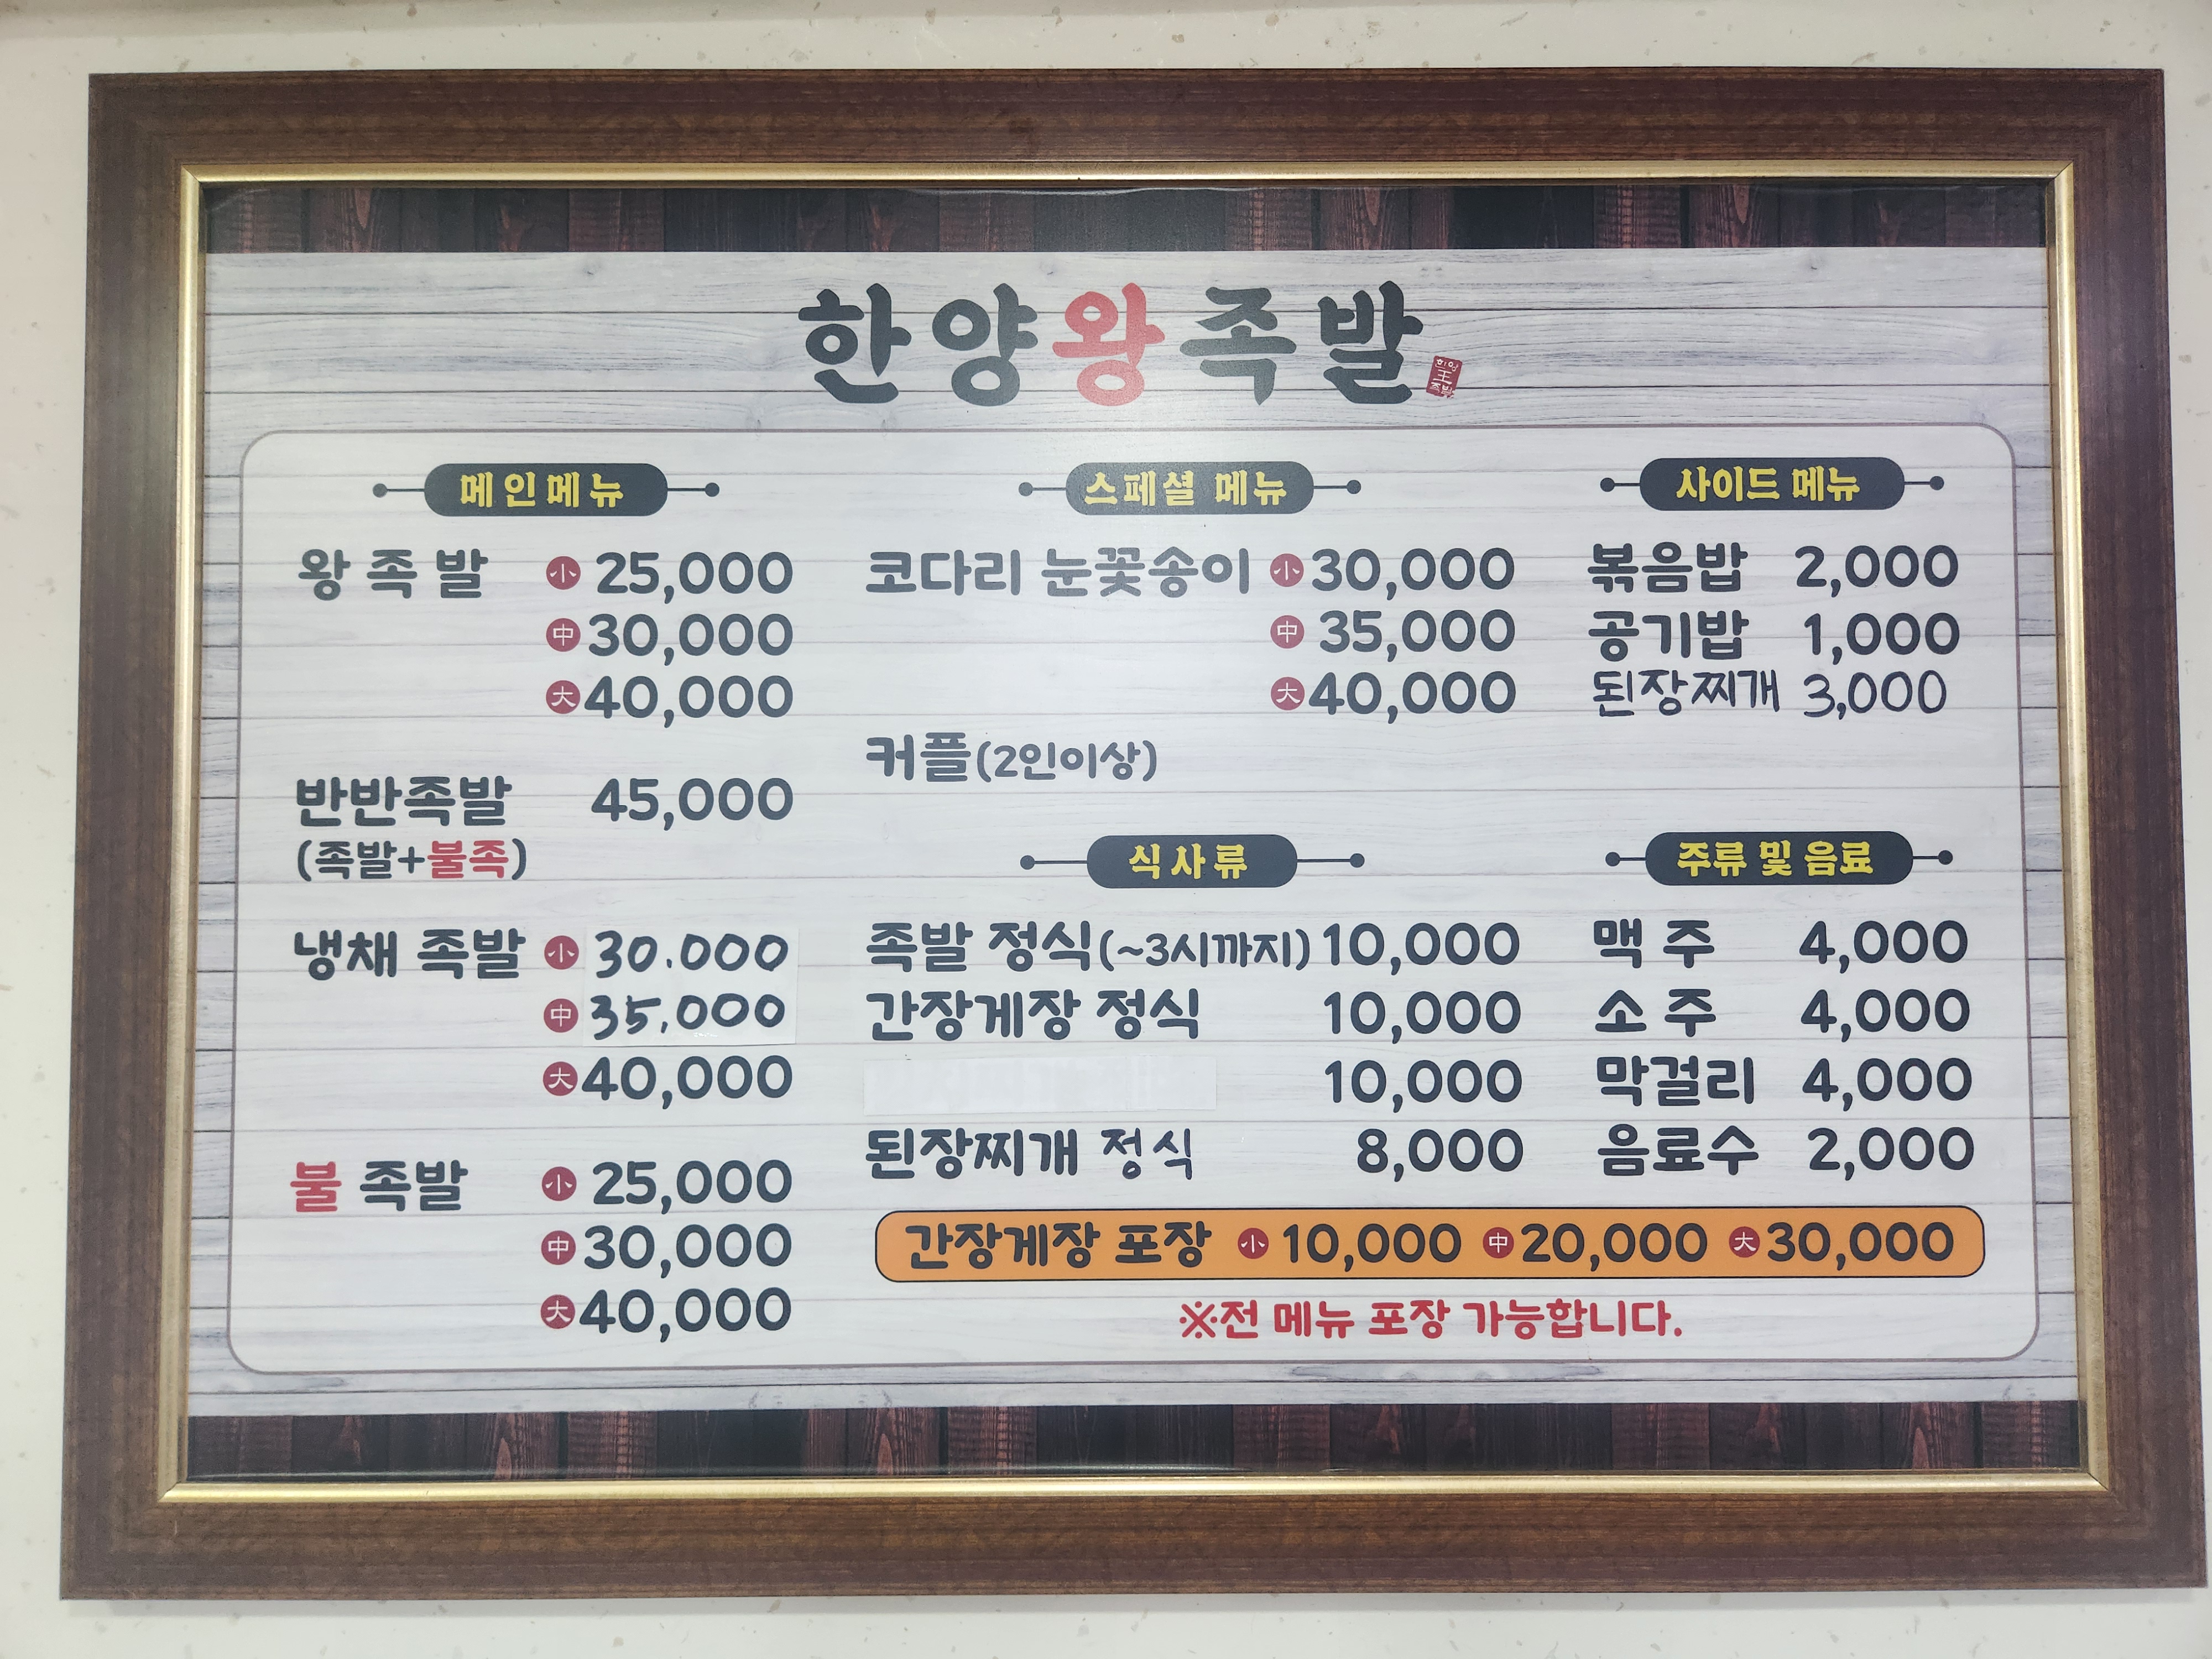 한양왕족발
메인메뉴
왕 족 발 小 25,000
中 30,000
大 40,000
반반족발 45,000
(족발+불족)
냉채 족발 小 30.000
中 35.000
大 40,000
불 족발 小 25,000
中 30,000
大 40,000
스페셜 메뉴
코다리 눈꽃송이 小 30,000
中 35,000
大 40,000
커플(2인이상)
사이드 메뉴
볶음밥 2,000
공기밥 1,000
된장찌개 3,000
식사류
족발 정식(~3시까지) 10,000
간장게장 정식 10,000
10,000
된장찌개 정식 8,000
주류 및 음료
맥 주 4,000
소 주 4,000
막걸리 4,000
음료수 2,000
간장게장 포장 小 10,000 中 20,000 大 30,000
※전 메뉴 포장 가능합니다.